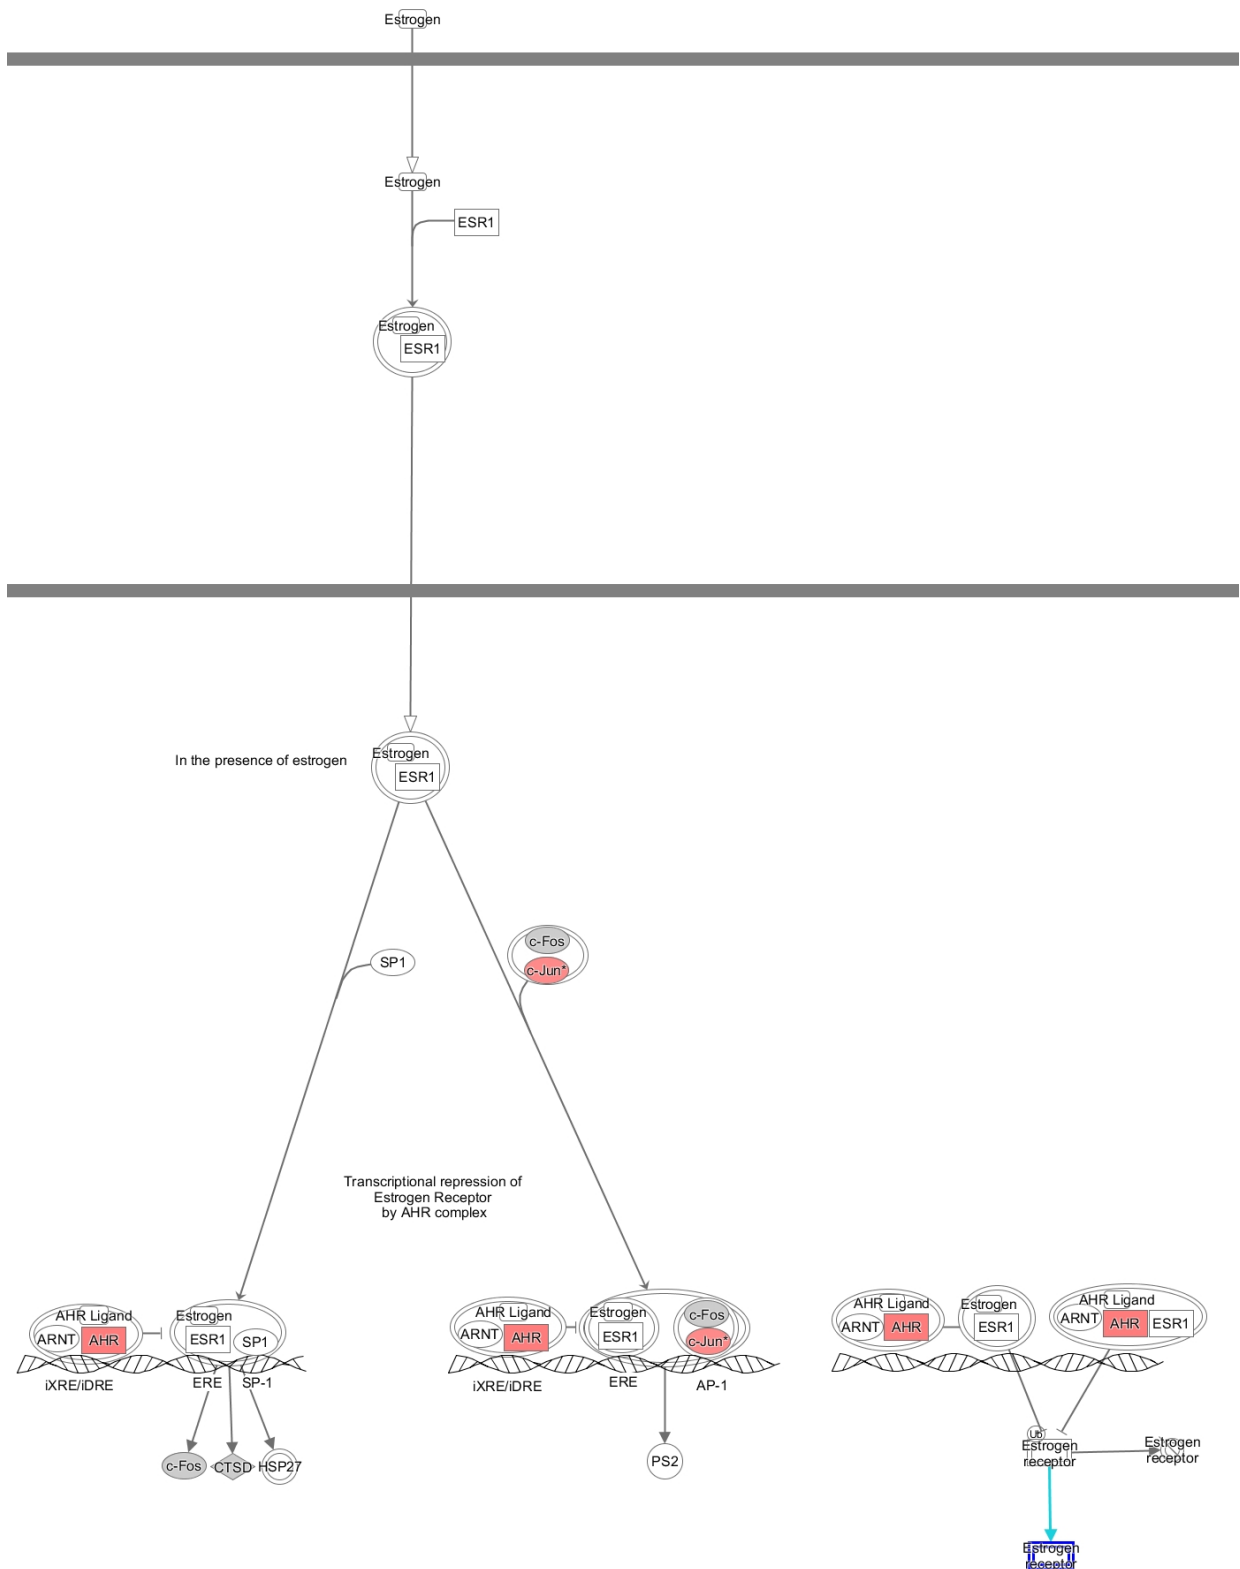 Estrogen
Estrogen
ESR1
Estrogen
ESR1
In the presence of estrogen
Estrogen
ESR1
SP1
c-Fos
c-Jun*
Transcriptional repression of
Estrogen Receptor
by AHR complex
AHR Ligand
ARNT
AHR
Estrogen
ESR1
SP1
iXRE/iDRE
ERE
SP-1
c-Fos
CTSD
HSP27
AHR Ligand
ARNT
AHR
Estrogen
ESR1
c-Fos
c-Jun*
iXRE/iDRE
ERE
AP-1
PS2
AHR Ligand
ARNT
AHR
Estrogen
ESR1
AHR Ligand
ARNT
AHR
ESR1
Ub
Estrogen
receptor
Estrogen
receptor
Estrogen
receptor